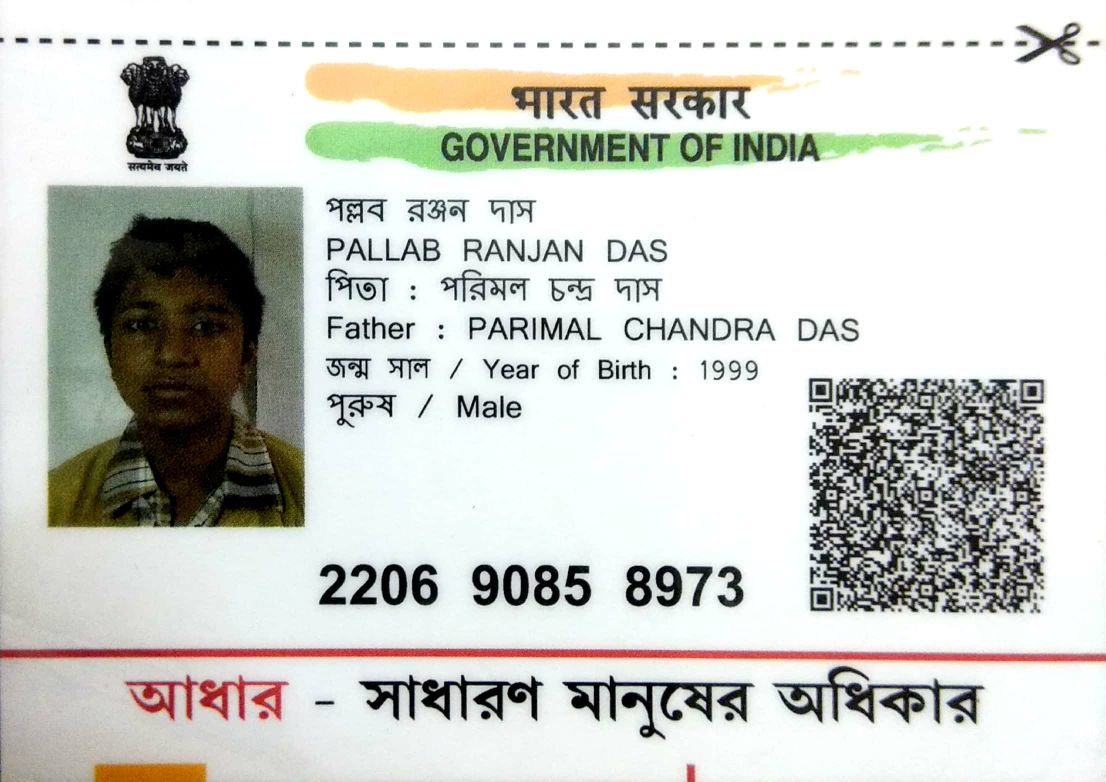 सत्यमेव जयते
भारत सरकार
GOVERNMENT OF INDIA
পল্লব রঞ্জন দাস
PALLAB RANJAN DAS
পিতা : পরিমল চন্দ্র দাস
Father : PARIMAL CHANDRA DAS
জন্ম সাল / Year of Birth : 1999
পুরুষ / Male
2206 9085 8973
আধার - সাধারণ মানুষের অধিকার